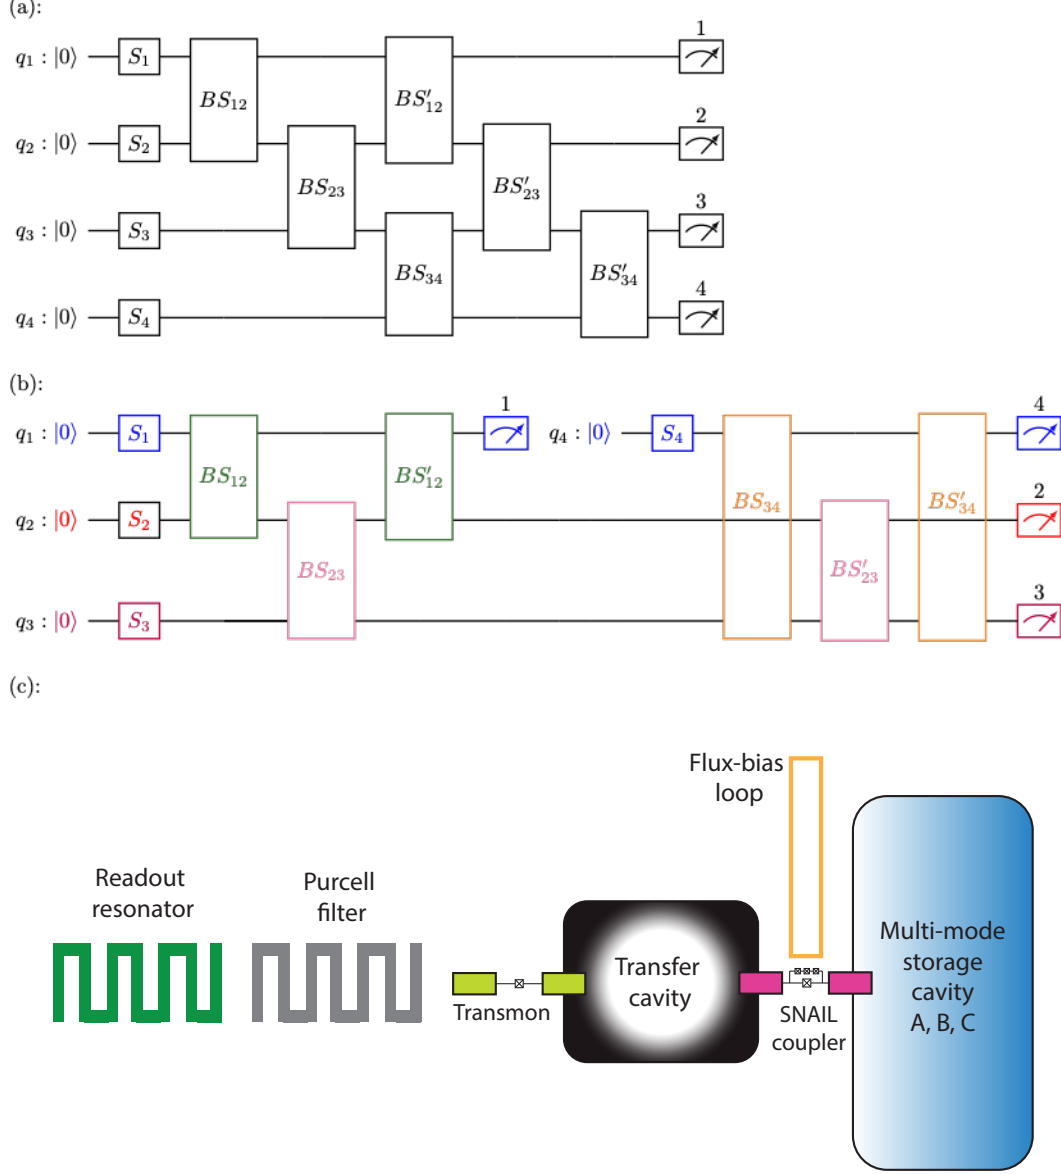 (a):
1
q₁ : |0⟩ S₁ BS₁₂ BS′₁₂
2
q₂ : |0⟩ S₂ BS₂₃ BS′₂₃
3
q₃ : |0⟩ S₃ BS₃₄ BS′₃₄
4
q₄ : |0⟩ S₄
(b):
1 4
q₁ : |0⟩ S₁ q₄ : |0⟩ S₄
BS₁₂ BS′₁₂ BS₃₄ BS′₃₄
2
q₂ : |0⟩ S₂
BS₂₃ BS′₂₃
3
q₃ : |0⟩ S₃
(c):
Flux-bias
loop
Readout
resonator
Purcell
filter
Transmon
Transfer
cavity
SNAIL
coupler
Multi-mode
storage
cavity
A, B, C